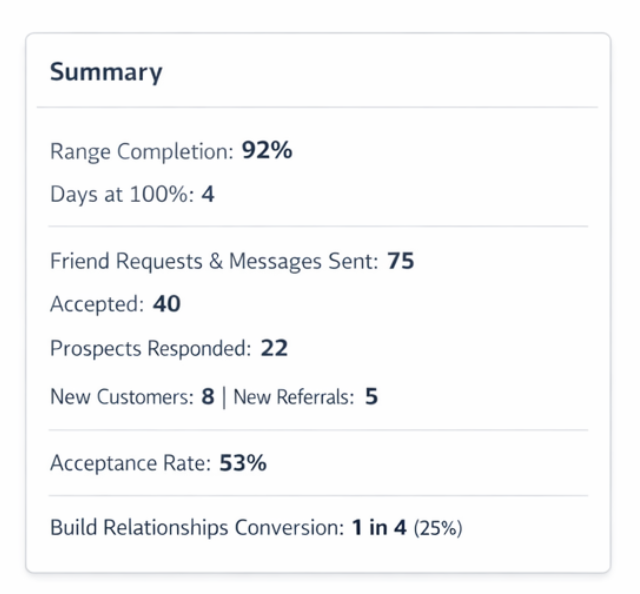 Summary
Range Completion: 92%
Days at 100%: 4
Friend Requests & Messages Sent: 75
Accepted: 40
Prospects Responded: 22
New Customers: 8 | New Referrals: 5
Acceptance Rate: 53%
Build Relationships Conversion: 1 in 4 (25%)